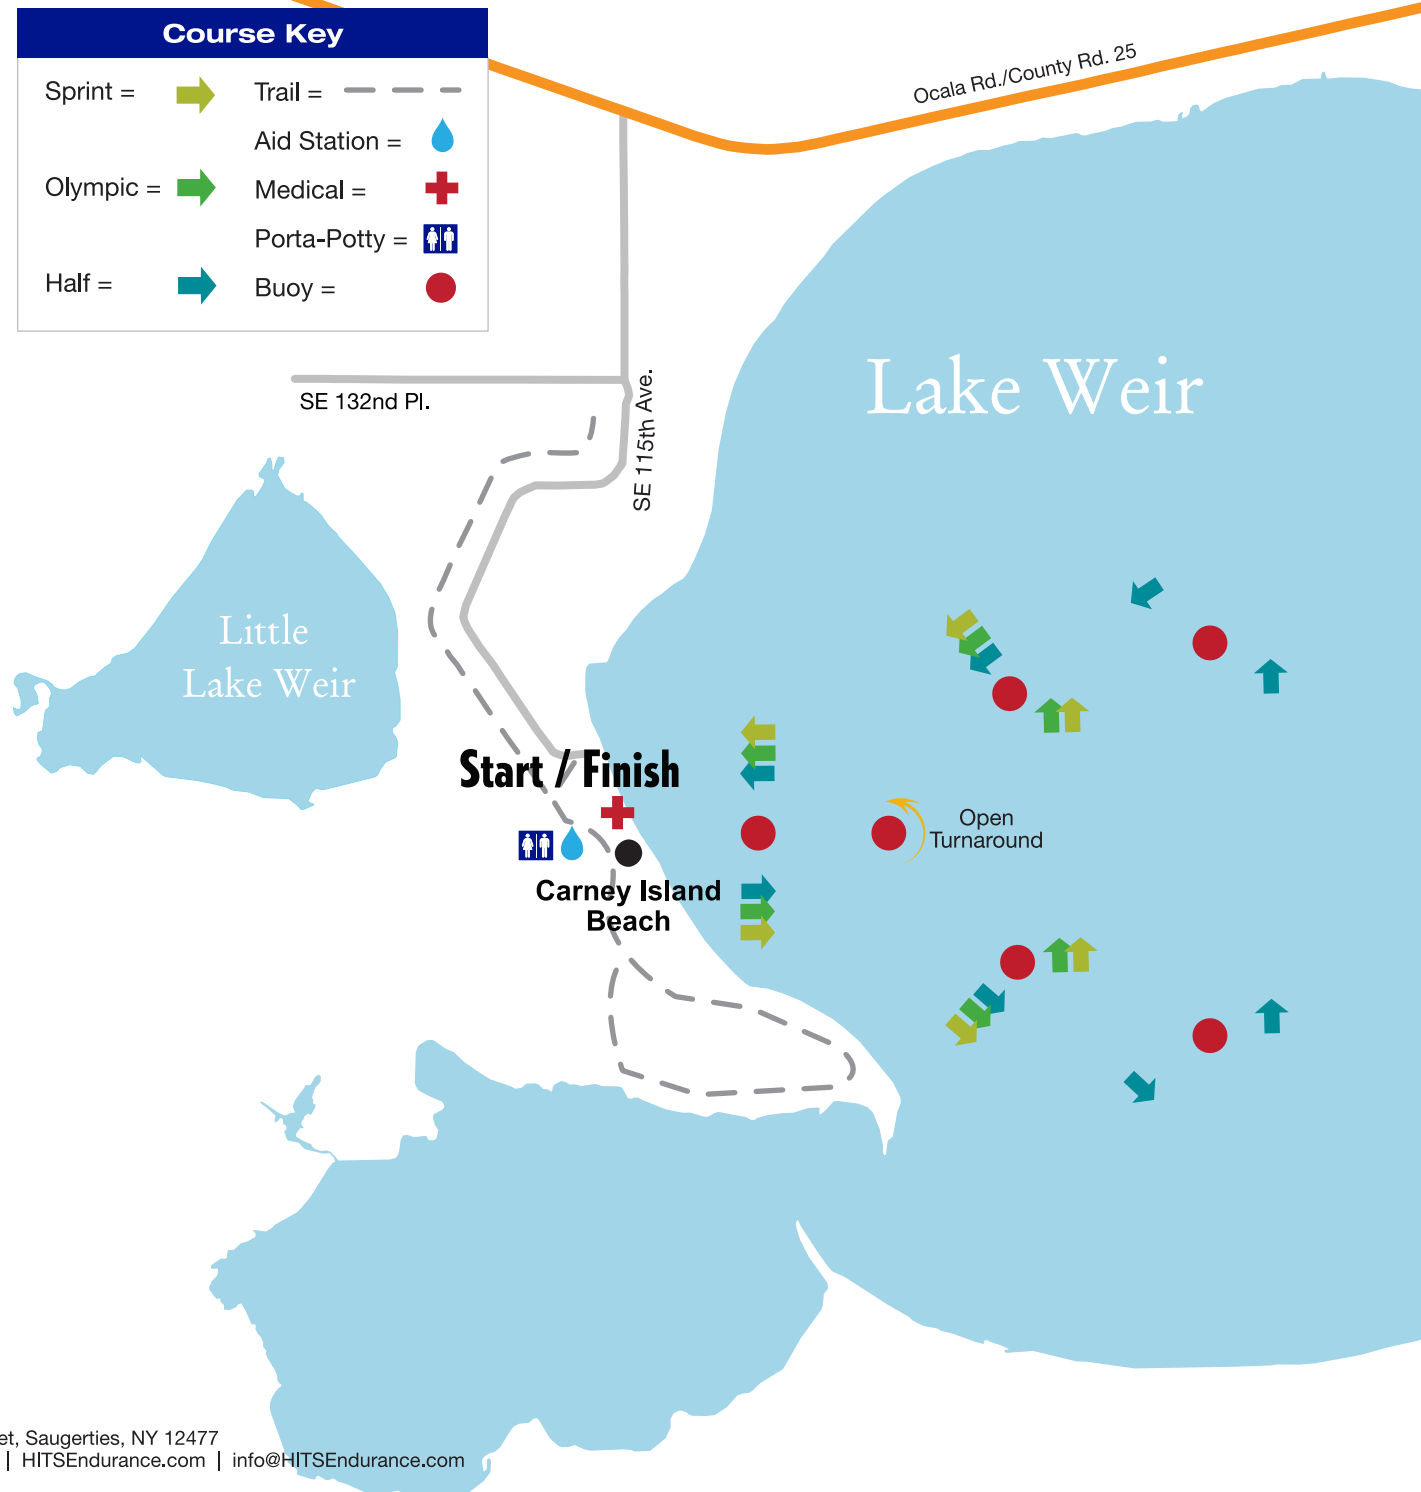 Course Key
Sprint =
Trail =
Aid Station =
Olympic =
Medical =
Porta-Potty =
Half =
Buoy =
Ocala Rd./County Rd. 25
SE 132nd Pl.
SE 115th Ave.
Lake Weir
Little
Lake Weir
Start / Finish
Open
Turnaround
Carney Island
Beach
et, Saugerties, NY 12477
| HITSEndurance.com | info@HITSEndurance.com